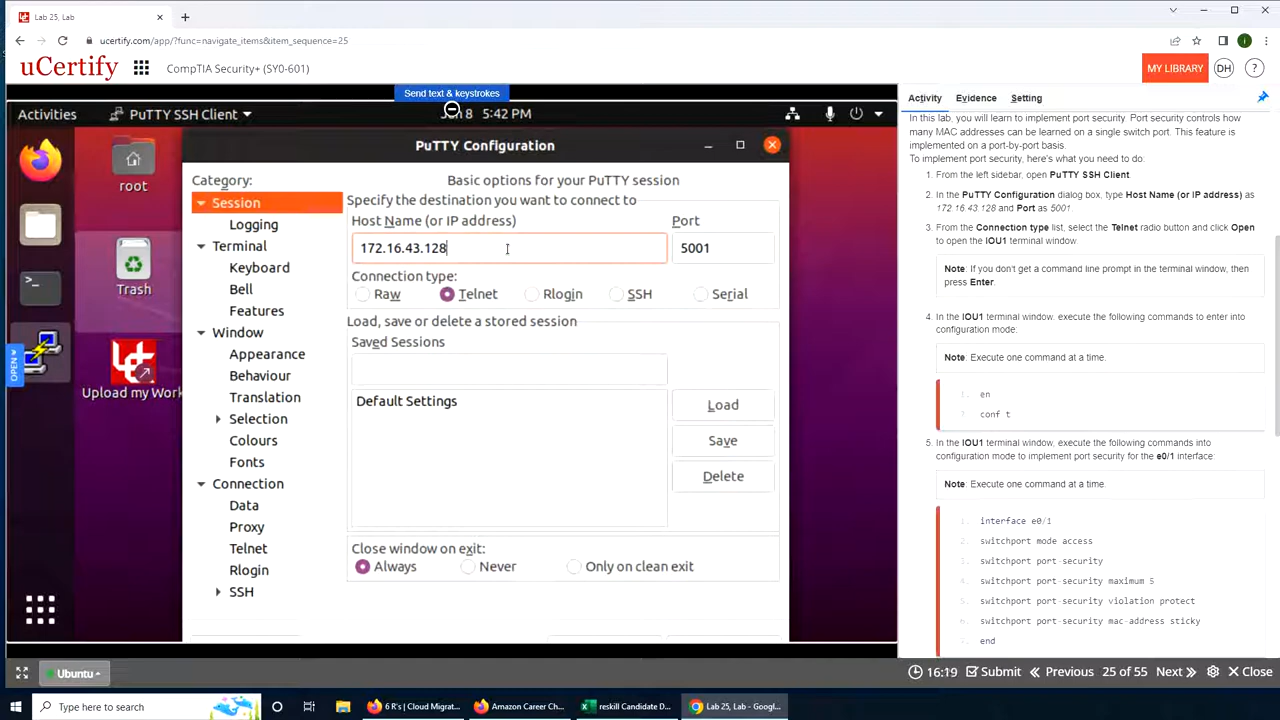 Lab 25, Lab
ucertify.com/app/?func=navigate_items&item_sequence=25
uCertify
CompTIA Security+ (SY0-601)
MY LIBRARY
DH
?
Send text & keystrokes
Activities
PuTTY SSH Client
8 5:42 PM
PuTTY Configuration
root
Trash
Upload my Work
OPEN
Category:
Session
Logging
Terminal
Keyboard
Bell
Features
Window
Appearance
Behaviour
Translation
Selection
Colours
Fonts
Connection
Data
Proxy
Telnet
Rlogin
SSH
Basic options for your PuTTY session
Specify the destination you want to connect to
Host Name (or IP address)
Port
172.16.43.128
5001
Connection type:
Raw
Telnet
Rlogin
SSH
Serial
Load, save or delete a stored session
Saved Sessions
Default Settings
Load
Save
Delete
Close window on exit:
Always
Never
Only on clean exit
Activity
Evidence
Setting
In this lab, you will learn to implement port security. Port security controls how
many MAC addresses can be learned on a single switch port. This feature is
implemented on a port-by-port basis.
To implement port security, here's what you need to do:
1. From the left sidebar, open PuTTY SSH Client.
2. In the PuTTY Configuration dialog box, type Host Name (or IP address) as
172.16.43.128 and Port as 5001.
3. From the Connection type list, select the Telnet radio button and click Open
to open the IOU1 terminal window.
Note: If you don't get a command line prompt in the terminal window, then
press Enter.
4. In the IOU1 terminal window. execute the following commands to enter into
configuration mode:
Note: Execute one command at a time.
1. en
2. conf t
5. In the IOU1 terminal window, execute the following commands into
configuration mode to implement port security for the e0/1 interface:
Note: Execute one command at a time.
1. interface e0/1
2. switchport mode access
3. switchport port-security
4. switchport port-security maximum 5
5. switchport port-security violation protect
6. switchport port-security mac-address sticky
7. end
Ubuntu
16:19
Submit
Previous
25 of 55
Next
Close
Type here to search
6 R's | Cloud Migrat...
Amazon Career Ch...
reskill Candidate D...
Lab 25, Lab - Googl...